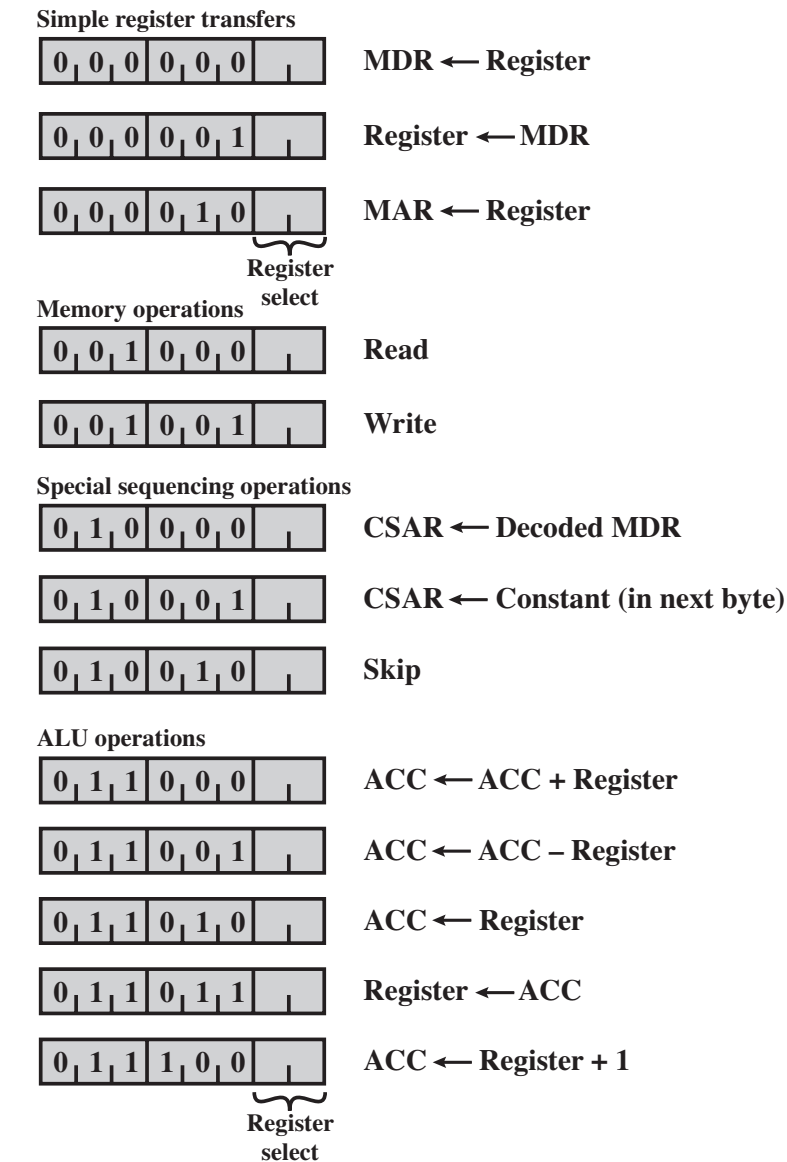 Simple register transfers
0 0 0 0 0 0 MDR ← Register
0 0 0 0 0 1 Register ← MDR
0 0 0 0 1 0 MAR ← Register
Register
select
Memory operations
0 0 1 0 0 0 Read
0 0 1 0 0 1 Write
Special sequencing operations
0 1 0 0 0 0 CSAR ← Decoded MDR
0 1 0 0 0 1 CSAR ← Constant (in next byte)
0 1 0 0 1 0 Skip
ALU operations
0 1 1 0 0 0 ACC ← ACC + Register
0 1 1 0 0 1 ACC ← ACC – Register
0 1 1 0 1 0 ACC ← Register
0 1 1 0 1 1 Register ← ACC
0 1 1 1 0 0 ACC ← Register + 1
Register
select